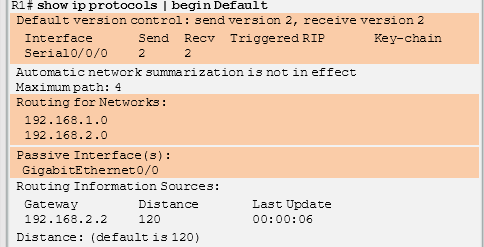 R1# show ip protocols | begin Default
Default version control: send version 2, receive version 2
Interface Send Recv Triggered RIP Key-chain
Serial0/0/0 2 2
Automatic network summarization is not in effect
Maximum path: 4
Routing for Networks:
192.168.1.0
192.168.2.0
Passive Interface(s):
GigabitEthernet0/0
Routing Information Sources:
Gateway Distance Last Update
192.168.2.2 120 00:00:06
Distance: (default is 120)